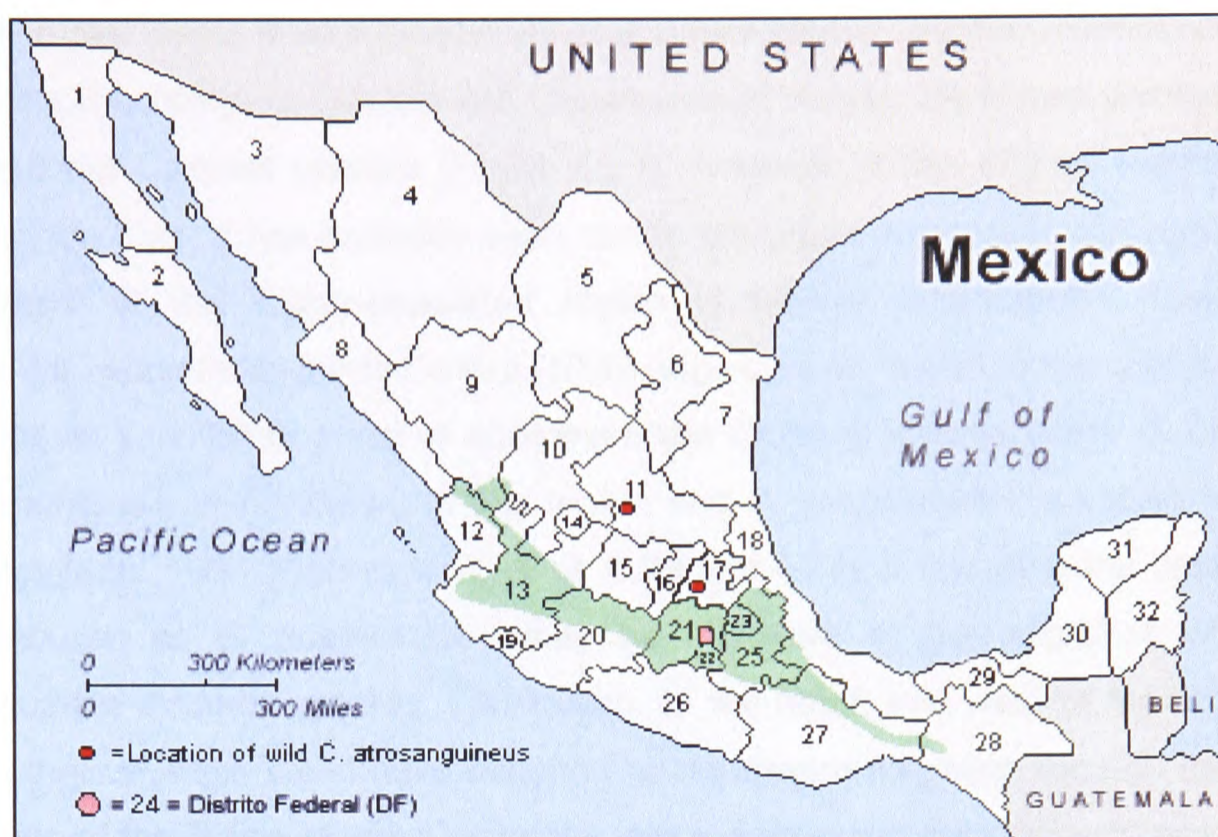 UNITED STATES
1
3
4
Mexico
5
2
8
6
9
7
Gulf of
Mexico
10
11
Pacific Ocean
12
14
18
31
15
17
16
13
32
23
21
20
30
19
22
25
29
0 300 Kilometers
26
0 300 Miles
BELI
27
28
=Location of wild C. atrosanguineus
= 24 = Distrito Federal (DF)
GUATEMALA